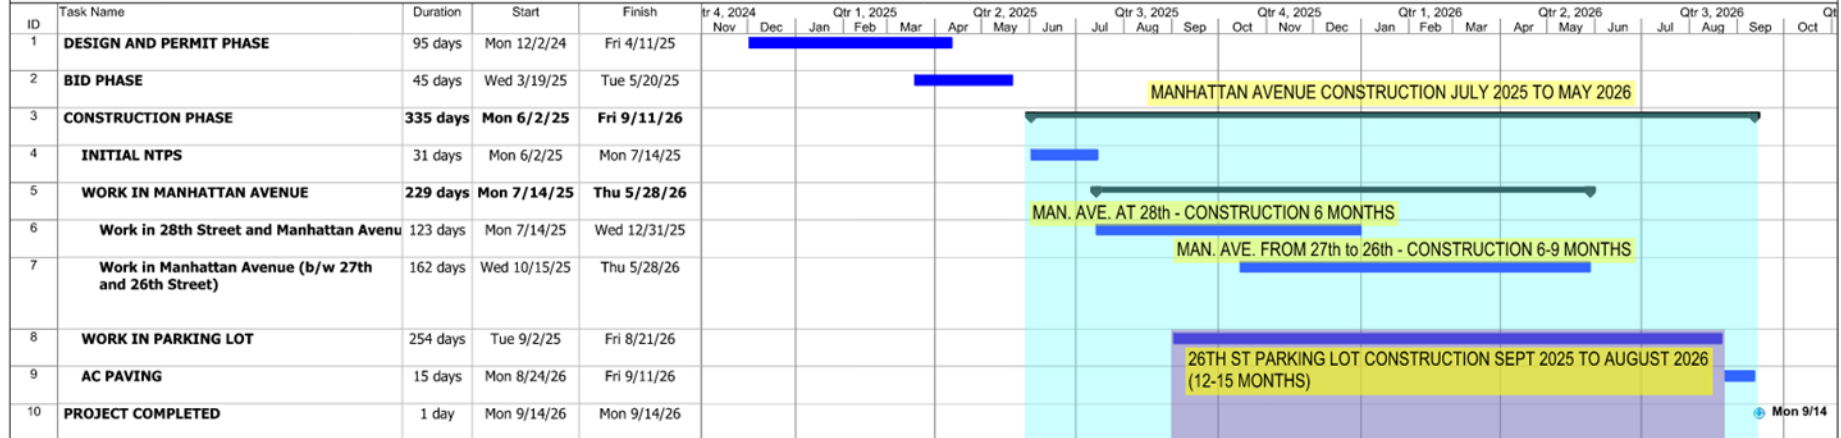 Task Name Duration Start Finish tr 4, 2024 Qtr 1, 2025 Qtr 2, 2025 Qtr 3, 2025 Qtr 4, 2025 Qtr 1, 2026 Qtr 2, 2026 Qtr 3, 2026 Qt
ID Nov Dec Jan Feb Mar Apr May Jun Jul Aug Sep Oct Nov Dec Jan Feb Mar Apr May Jun Jul Aug Sep Oct
1 DESIGN AND PERMIT PHASE 95 days Mon 12/2/24 Fri 4/11/25
2 BID PHASE 45 days Wed 3/19/25 Tue 5/20/25
MANHATTAN AVENUE CONSTRUCTION JULY 2025 TO MAY 2026
3 CONSTRUCTION PHASE 335 days Mon 6/2/25 Fri 9/11/26
4 INITIAL NTPS 31 days Mon 6/2/25 Mon 7/14/25
5 WORK IN MANHATTAN AVENUE 229 days Mon 7/14/25 Thu 5/28/26
MAN. AVE. AT 28th - CONSTRUCTION 6 MONTHS
6 Work in 28th Street and Manhattan Avenu 123 days Mon 7/14/25 Wed 12/31/25
MAN. AVE. FROM 27th to 26th - CONSTRUCTION 6-9 MONTHS
7 Work in Manhattan Avenue (b/w 27th 162 days Wed 10/15/25 Thu 5/28/26
and 26th Street)
8 WORK IN PARKING LOT 254 days Tue 9/2/25 Fri 8/21/26
26TH ST PARKING LOT CONSTRUCTION SEPT 2025 TO AUGUST 2026
(12-15 MONTHS)
9 AC PAVING 15 days Mon 8/24/26 Fri 9/11/26
10 PROJECT COMPLETED 1 day Mon 9/14/26 Mon 9/14/26 Mon 9/14